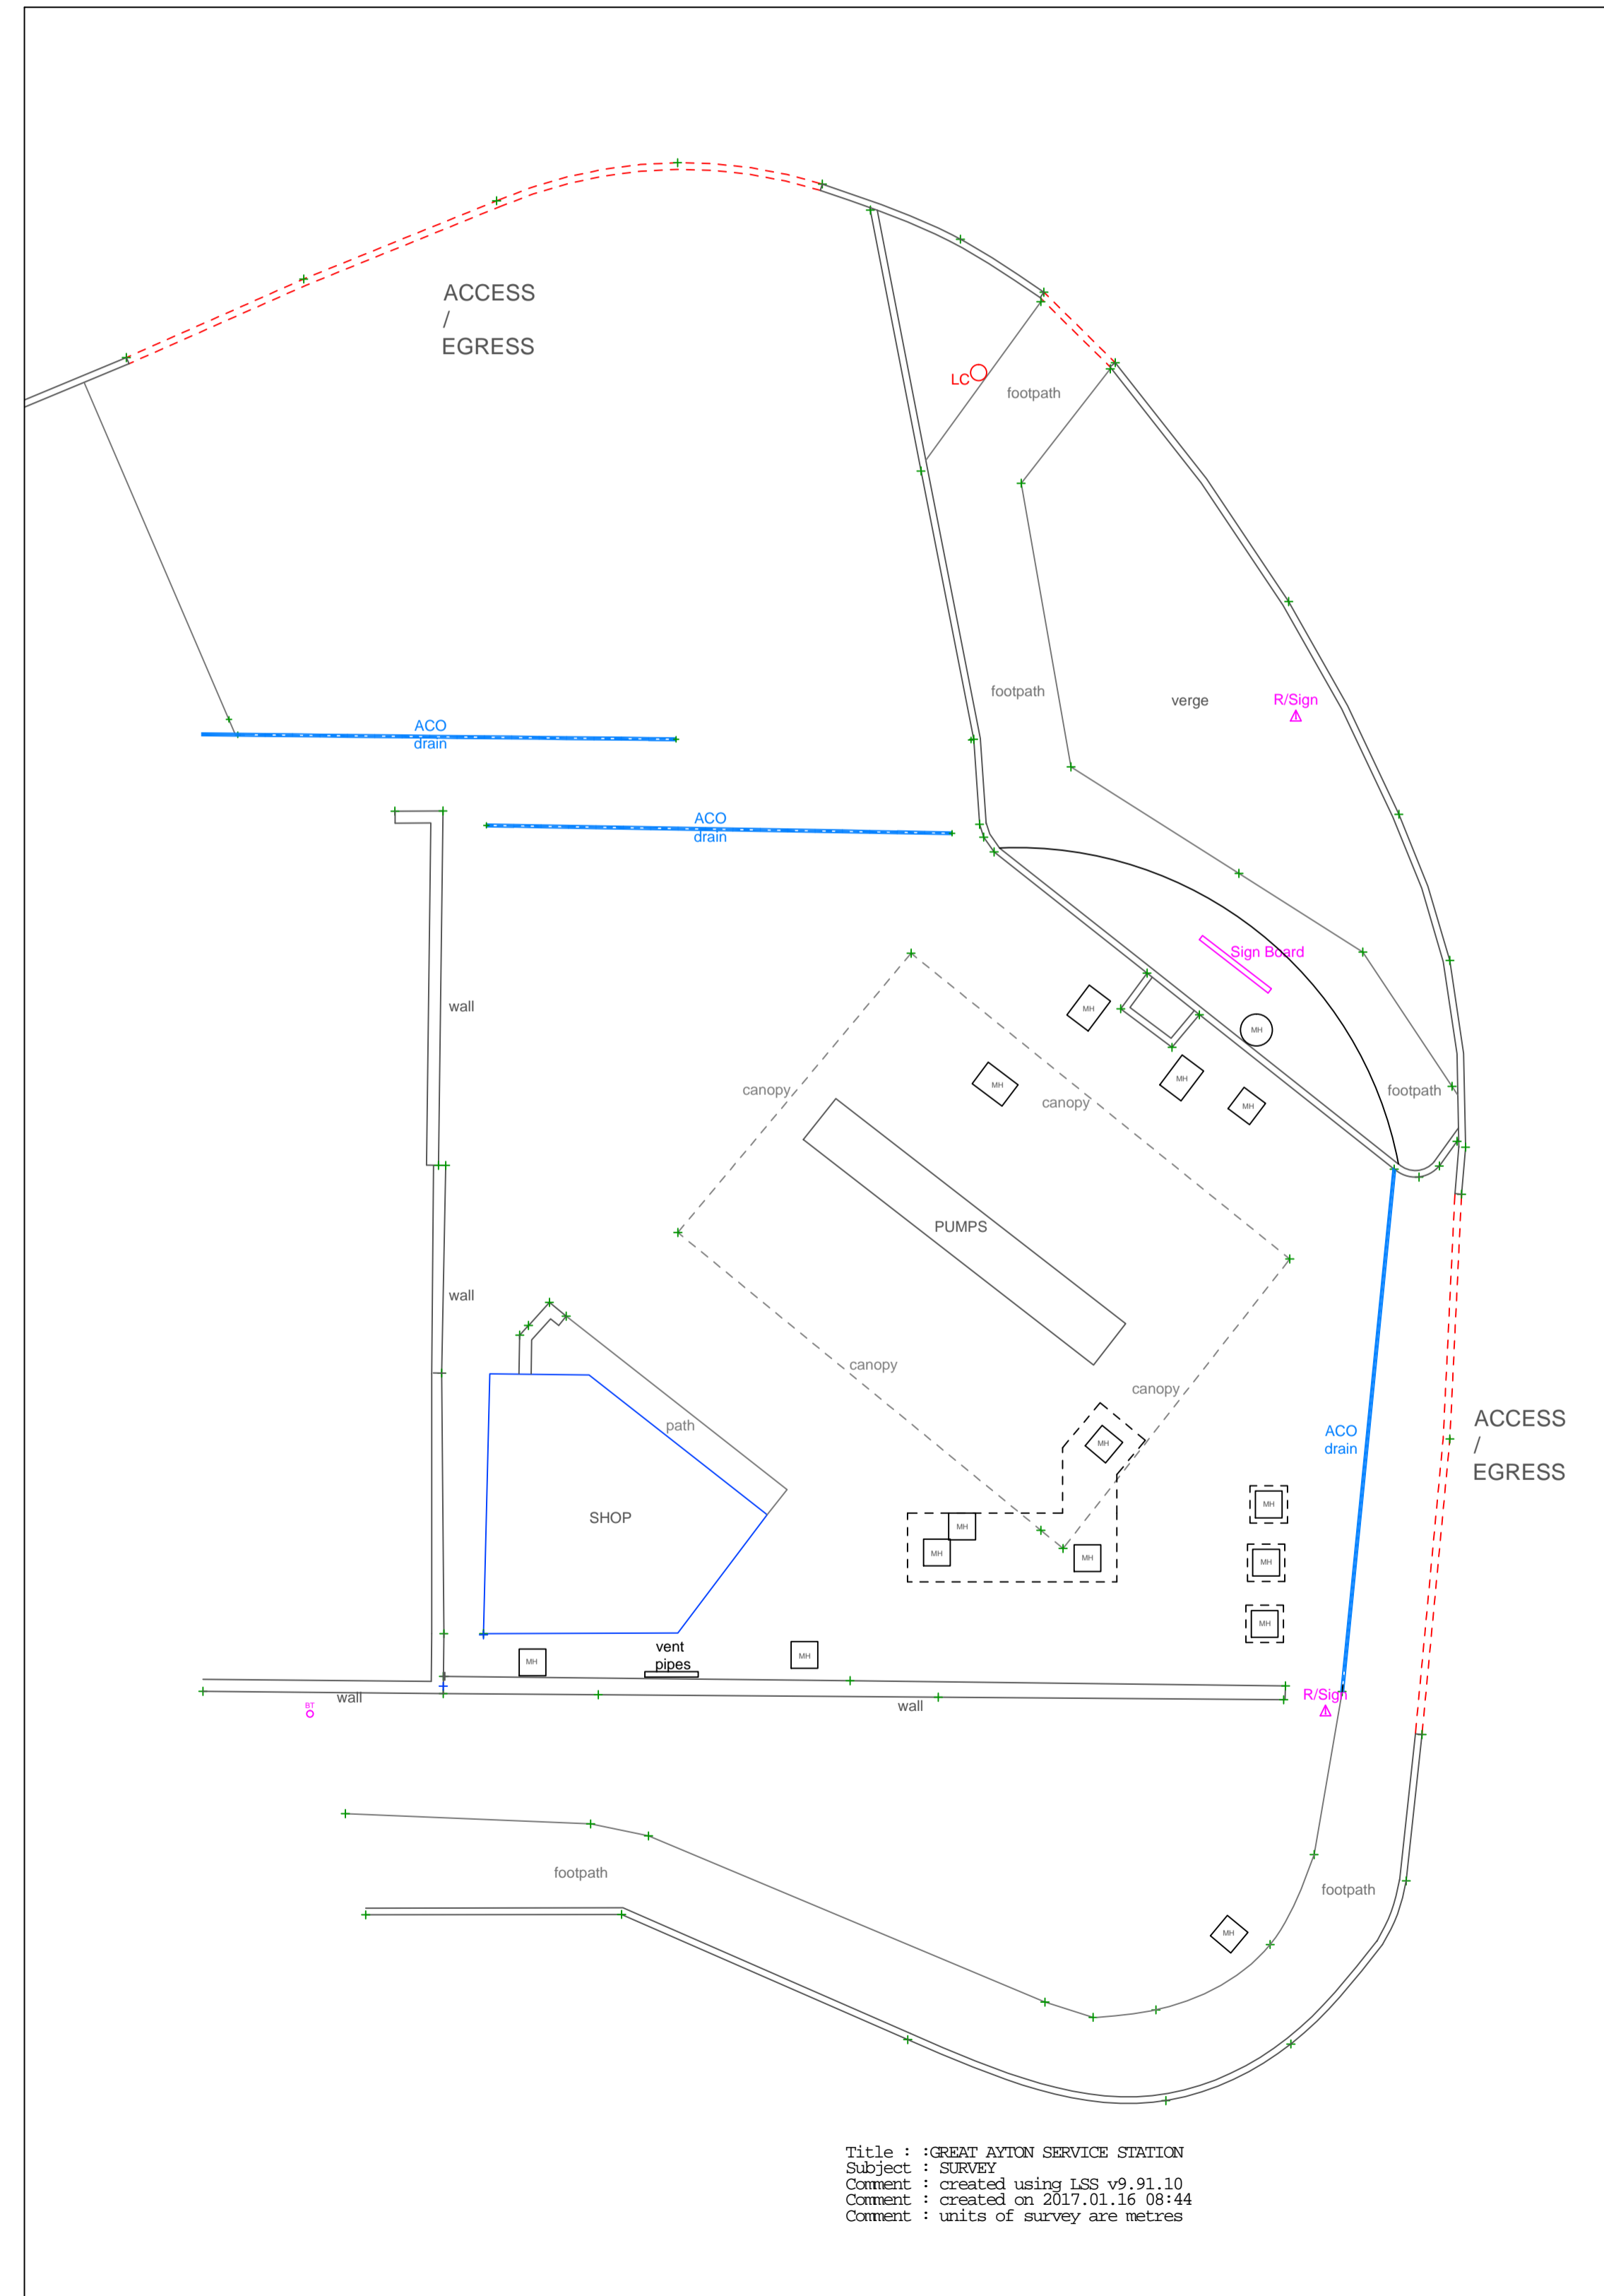 ACCESS
/
EGRESS
LC
footpath
footpath
verge
R/Sign
ACO
drain
ACO
drain
Sign Board
wall
MH
MH
MH
canopy
MH
canopy
MH
footpath
PUMPS
wall
canopy
canopy
path
ACO
drain
ACCESS
/
EGRESS
MH
MH
SHOP
MH
MH
MH
MH
MH
vent
pipes
MH
MH
wall
BT
wall
R/Sign
footpath
footpath
MH
Title : :GREAT AYTON SERVICE STATION
Subject : SURVEY
Comment : created using LSS v9.91.10
Comment : created on 2017.01.16 08:44
Comment : units of survey are metres